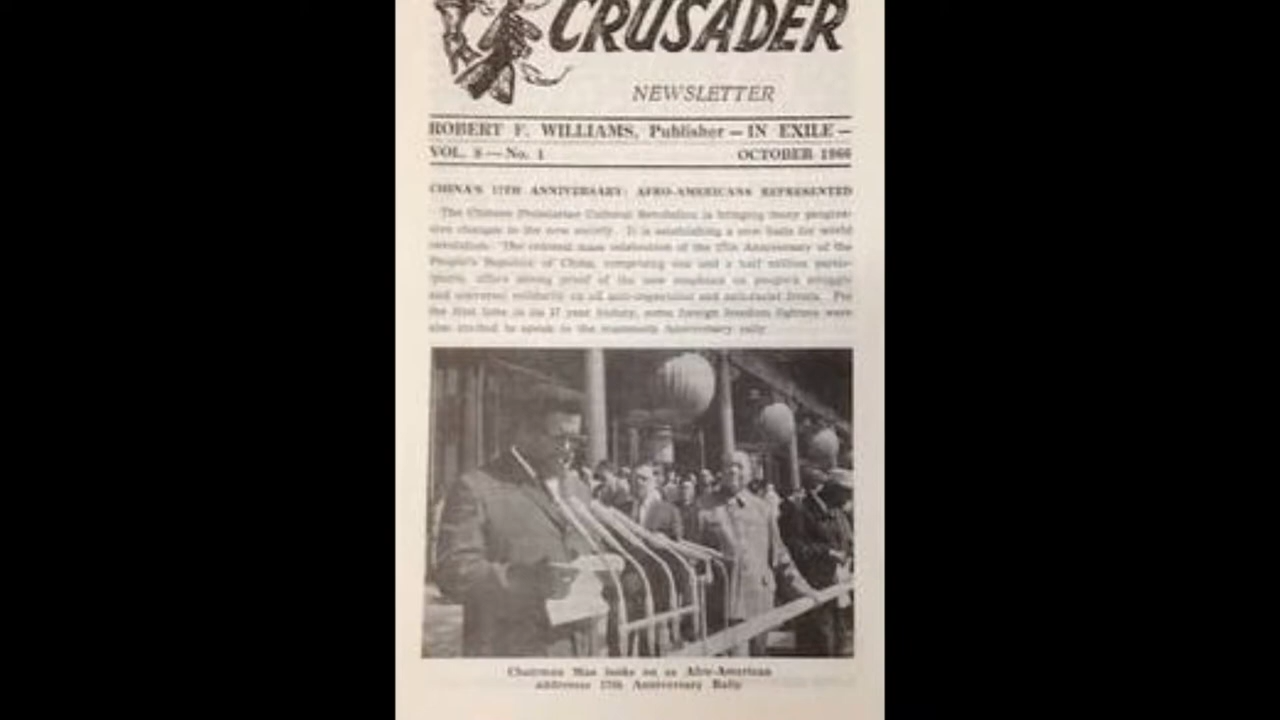 CRUSADER
NEWSLETTER
ROBERT F. WILLIAMS, Publisher — IN EXILE —
VOL. 8 — No. 1 OCTOBER 1966
CHINA'S 17TH ANNIVERSARY: AFRO-AMERICANS REPRESENTED
The Chinese Proletarian Cultural Revolution is bringing many progres-
sive changes to the new society. It is establishing a new basis for world
revolution. The colossal mass celebration of the 17th Anniversary of the
People's Republic of China, comprising one and a half million partic-
ipants, offers strong proof of the new emphasis on people's struggle
and universal solidarity on all anti-imperialist and anti-racist fronts. For
the first time in its 17 year history, some foreign freedom fighters were
also invited to speak to the mammoth Anniversary rally
Chairman Mao looks on as Afro-American
addresses 17th Anniversary Rally